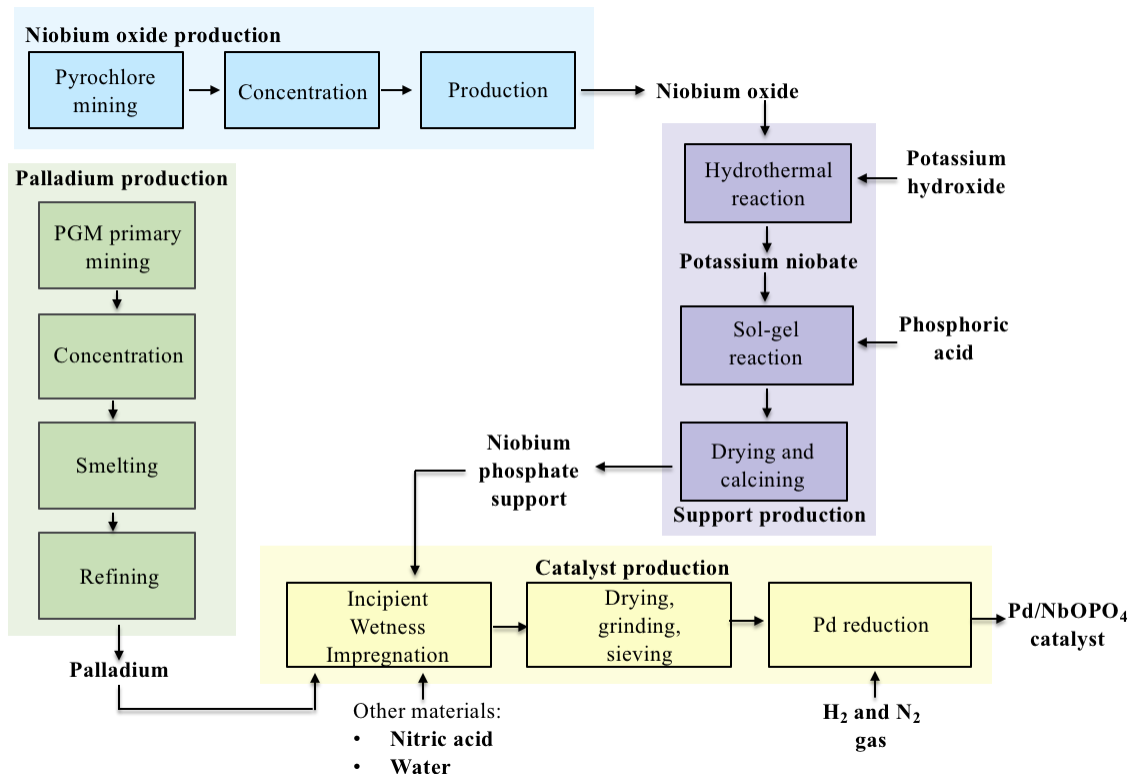 Niobium oxide production
Pyrochlore
mining
Concentration
Production
Niobium oxide
Palladium production
PGM primary
mining
Concentration
Smelting
Refining
Palladium
Hydrothermal
reaction
Potassium
hydroxide
Potassium niobate
Sol-gel
reaction
Phosphoric
acid
Drying and
calcining
Support production
Niobium
phosphate
support
Catalyst production
Incipient
Wetness
Impregnation
Drying,
grinding,
sieving
Pd reduction
Pd/NbOPO₄
catalyst
Other materials:
• Nitric acid
• Water
H₂ and N₂
gas